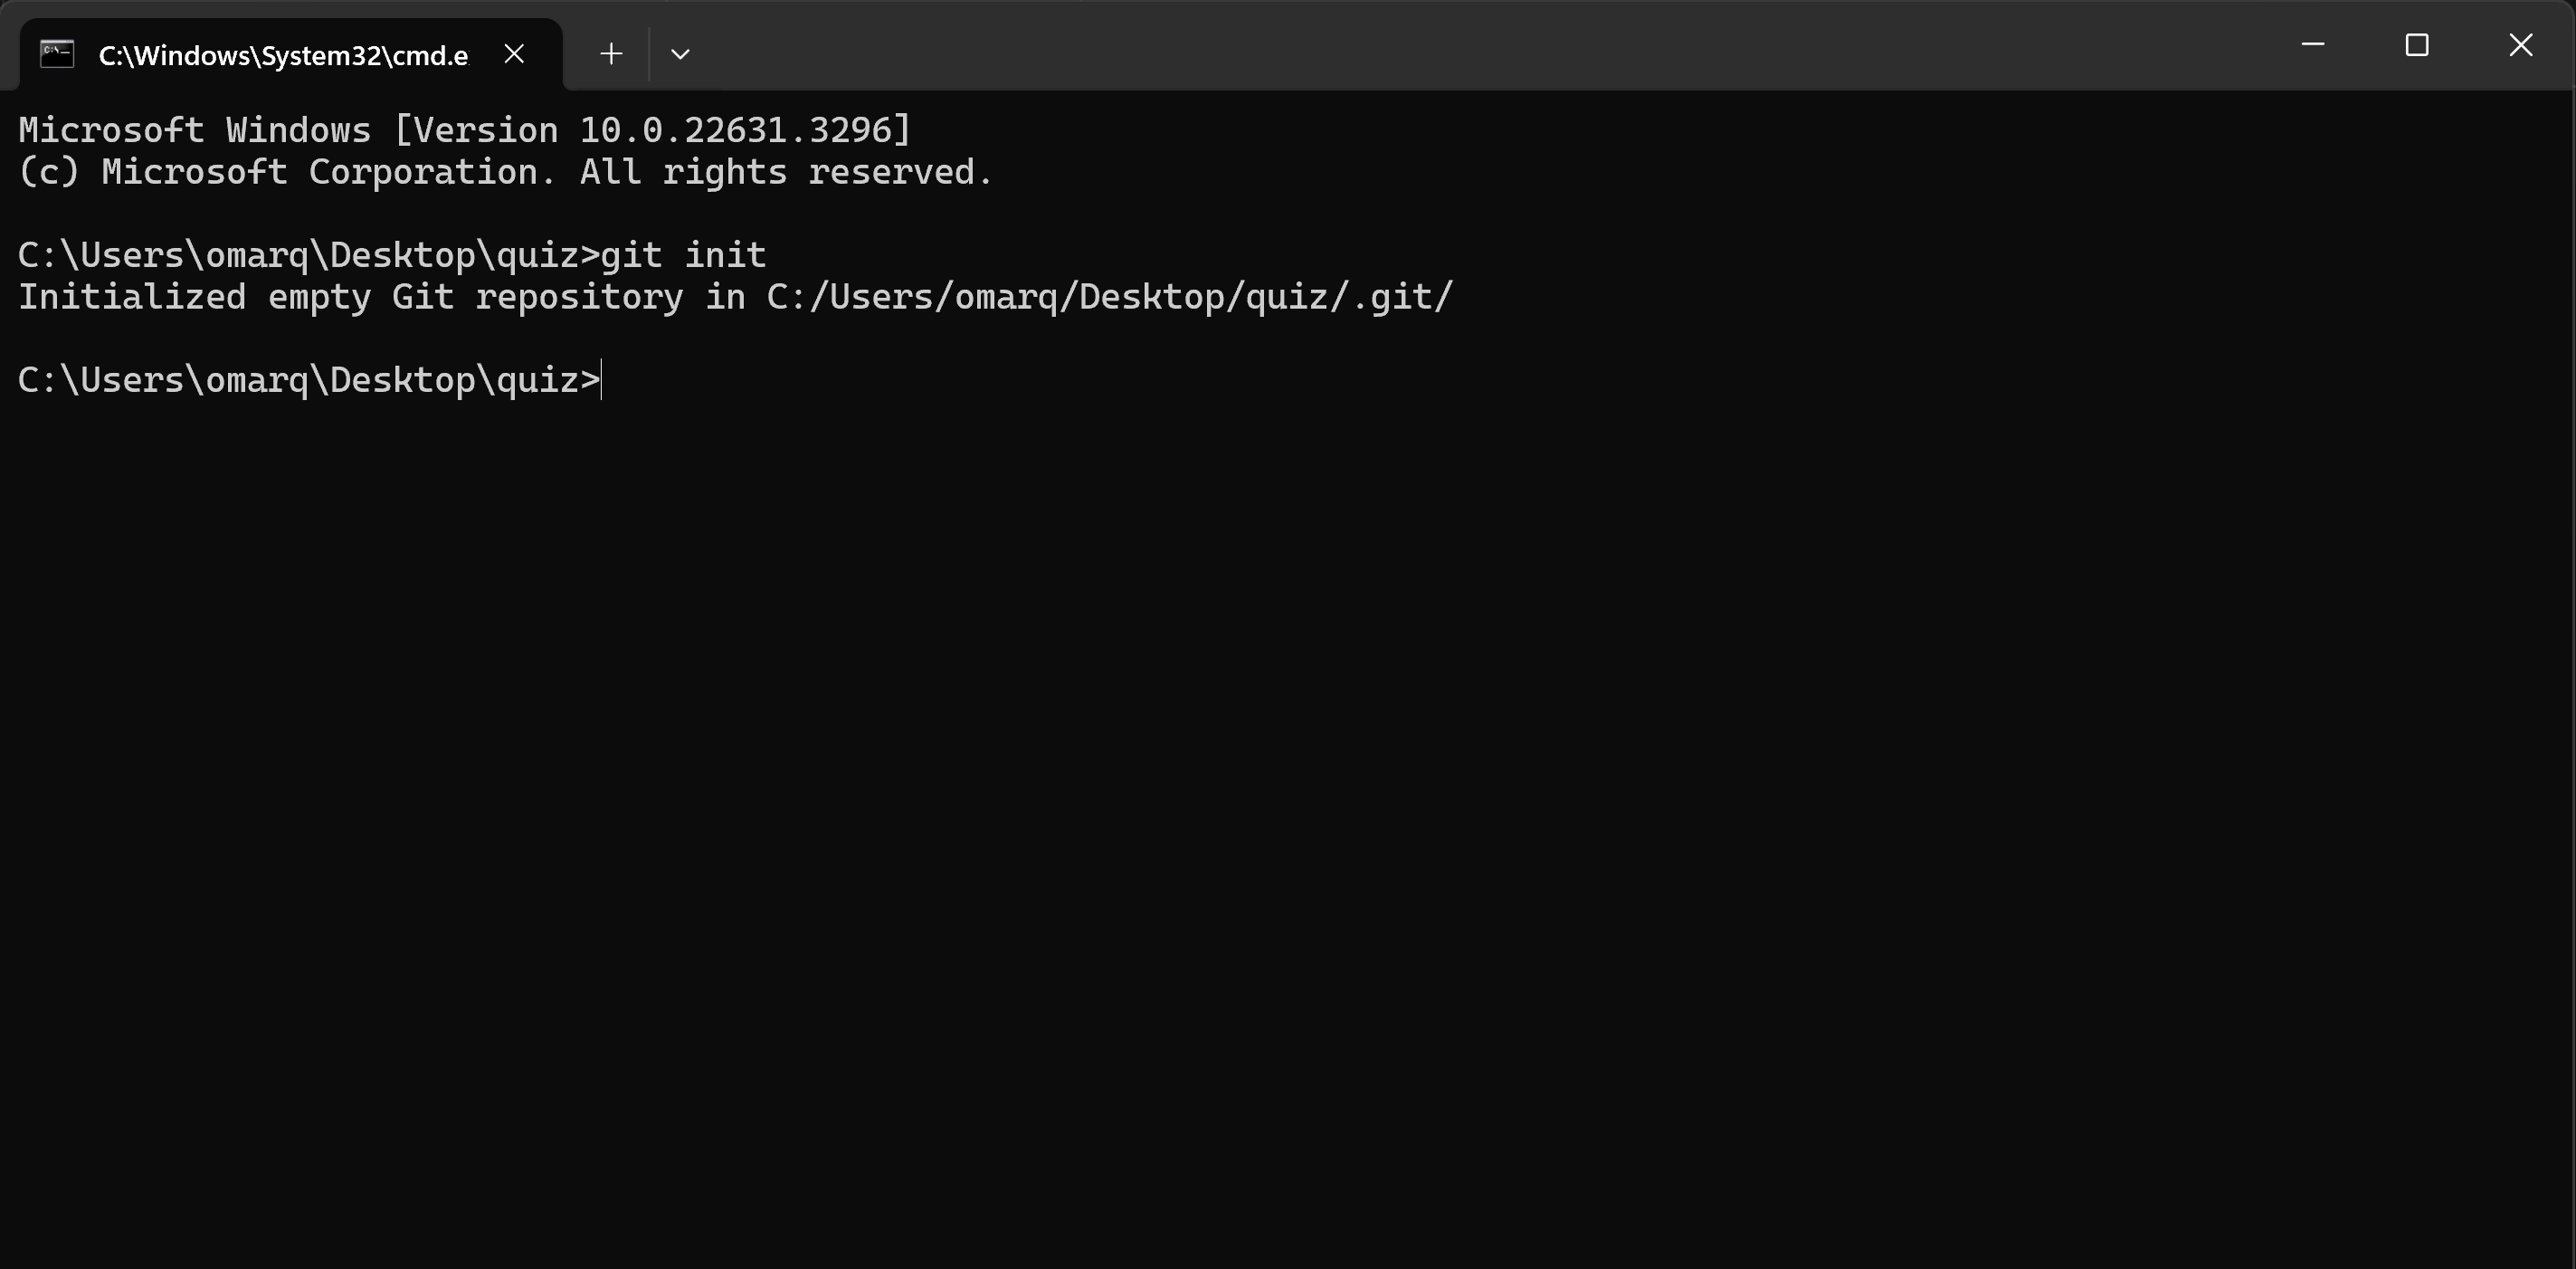 C:\Windows\System32\cmd.e
Microsoft Windows [Version 10.0.22631.3296]
(c) Microsoft Corporation. All rights reserved.
C:\Users\omarq\Desktop\quiz>git init
Initialized empty Git repository in C:/Users/omarq/Desktop/quiz/.git/
C:\Users\omarq\Desktop\quiz>